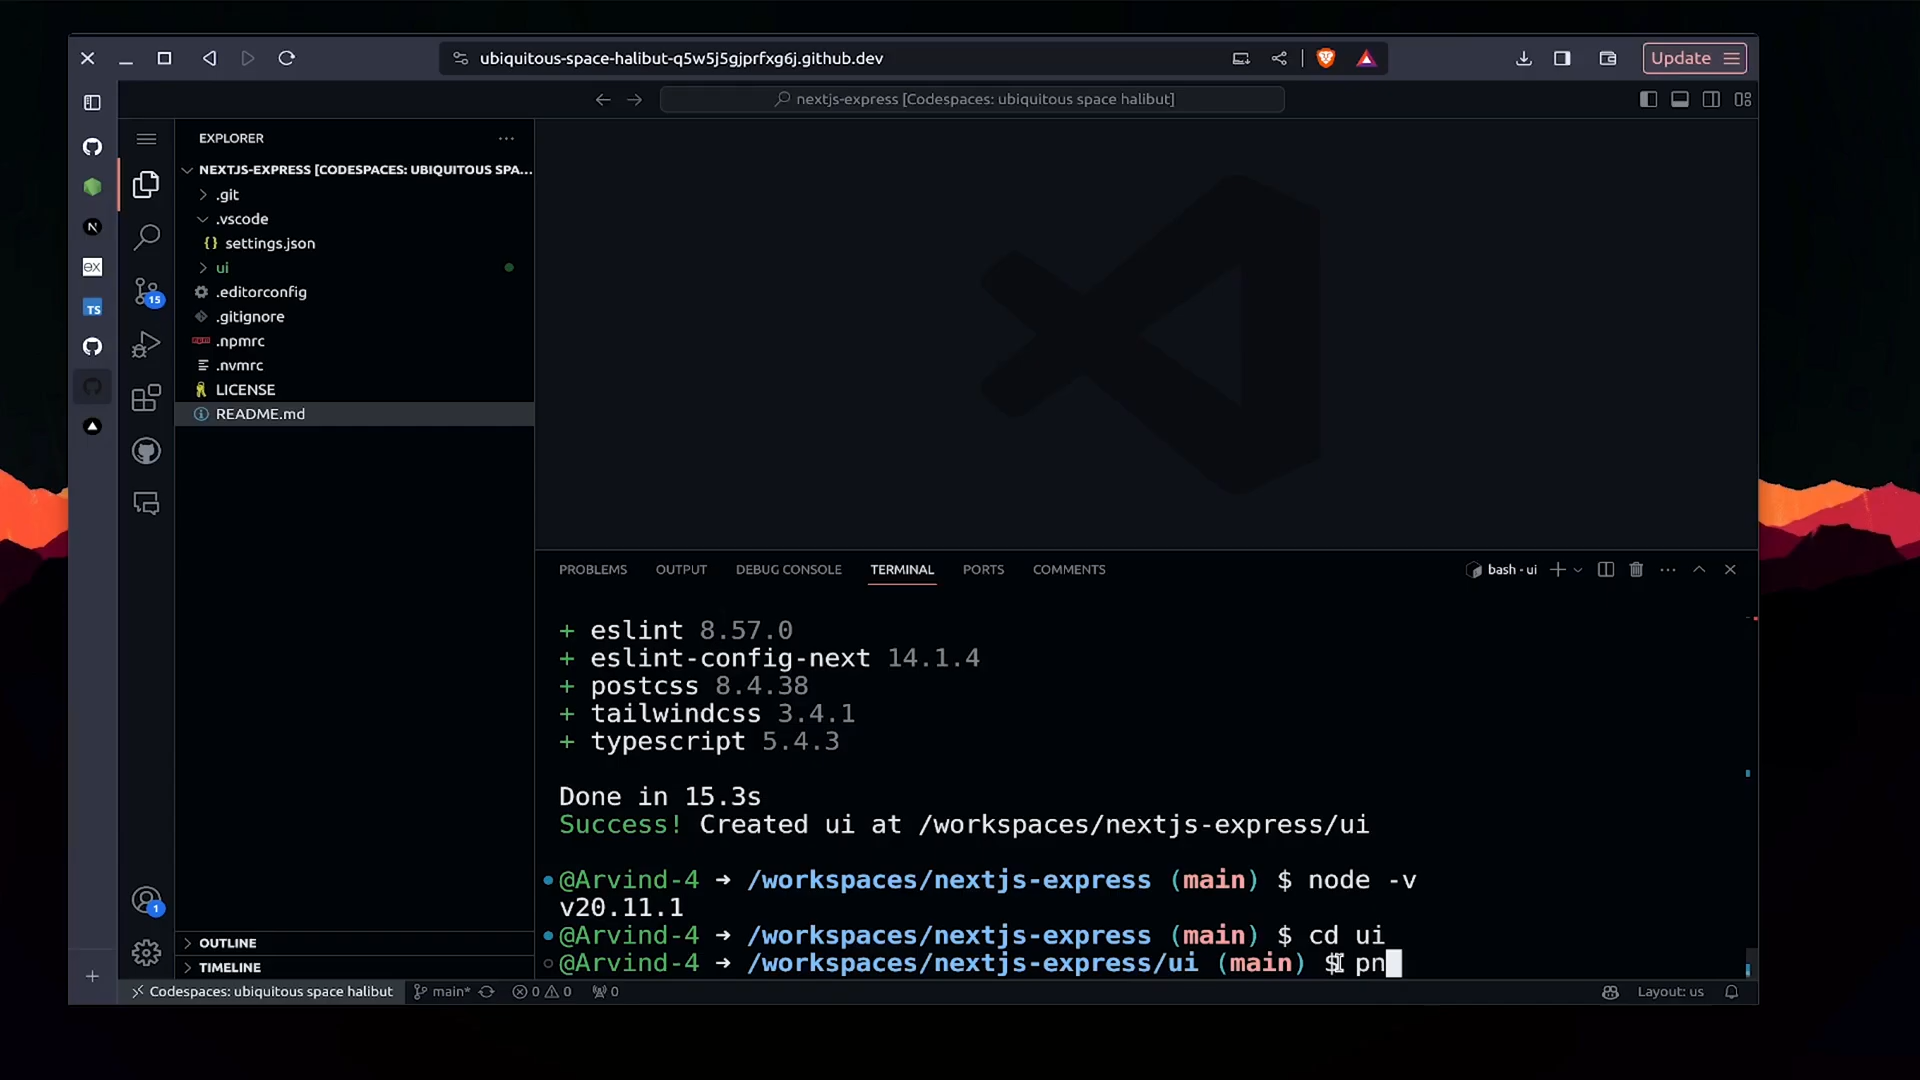 ubiquitous-space-halibut-q5w5j5gjprfxg6j.github.dev
Update
nextjs-express [Codespaces: ubiquitous space halibut]
EXPLORER
NEXTJS-EXPRESS [CODESPACES: UBIQUITOUS SPA...
.git
.vscode
{} settings.json
ui
.editorconfig
.gitignore
.npmrc
.nvmrc
LICENSE
README.md
N
ex
TS
15
1
OUTLINE
TIMELINE
PROBLEMS
OUTPUT
DEBUG CONSOLE
TERMINAL
PORTS
COMMENTS
bash - ui
+ eslint 8.57.0
+ eslint-config-next 14.1.4
+ postcss 8.4.38
+ tailwindcss 3.4.1
+ typescript 5.4.3
Done in 15.3s
Success! Created ui at /workspaces/nextjs-express/ui
@Arvind-4 ➜ /workspaces/nextjs-express (main) $ node -v
v20.11.1
@Arvind-4 ➜ /workspaces/nextjs-express (main) $ cd ui
@Arvind-4 ➜ /workspaces/nextjs-express/ui (main) $ pn
Codespaces: ubiquitous space halibut
main*
0
0
0
Layout: us